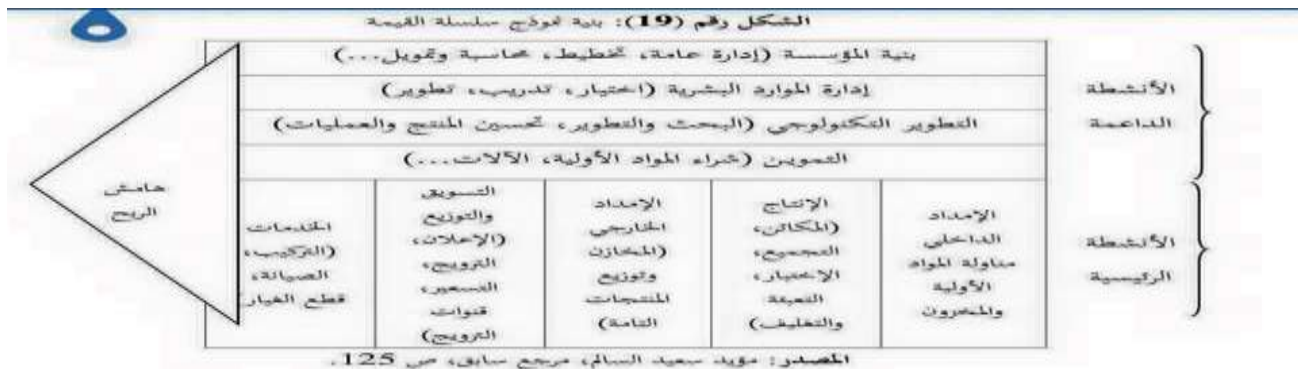 الشكل رقم (19): بنية نموذج سلسلة القيمة
بنية المؤسسة (إدارة عامة، تخطيط، محاسبة وتمويل...)
إدارة الموارد البشرية (اختيار، تدريب، تطوير)
التطوير التكنولوجي (البحث والتطوير، تحسين المنتج والعمليات)
التموين (شراء المواد الأولية، الآلات...)
الأنشطة
الداعمة
الأنشطة
الرئيسية
الإمداد
الداخلي
مناولة المواد
الأولية
والمخزون
الإنتاج
(المكائن،
التجميع،
الإختبار،
التعبئة
والتغليف)
الإمداد
الخارجي
(المخازن
وتوزيع
المنتجات
التامة)
التسويق
والتوزيع
(الإعلان،
الترويج،
التسعير،
قنوات
الترويج)
الخدمات
(التركيب،
الصيانة،
قطع الغيار
هامش
الربح
المصدر: مؤيد سعيد السالم، مرجع سابق، ص 125.